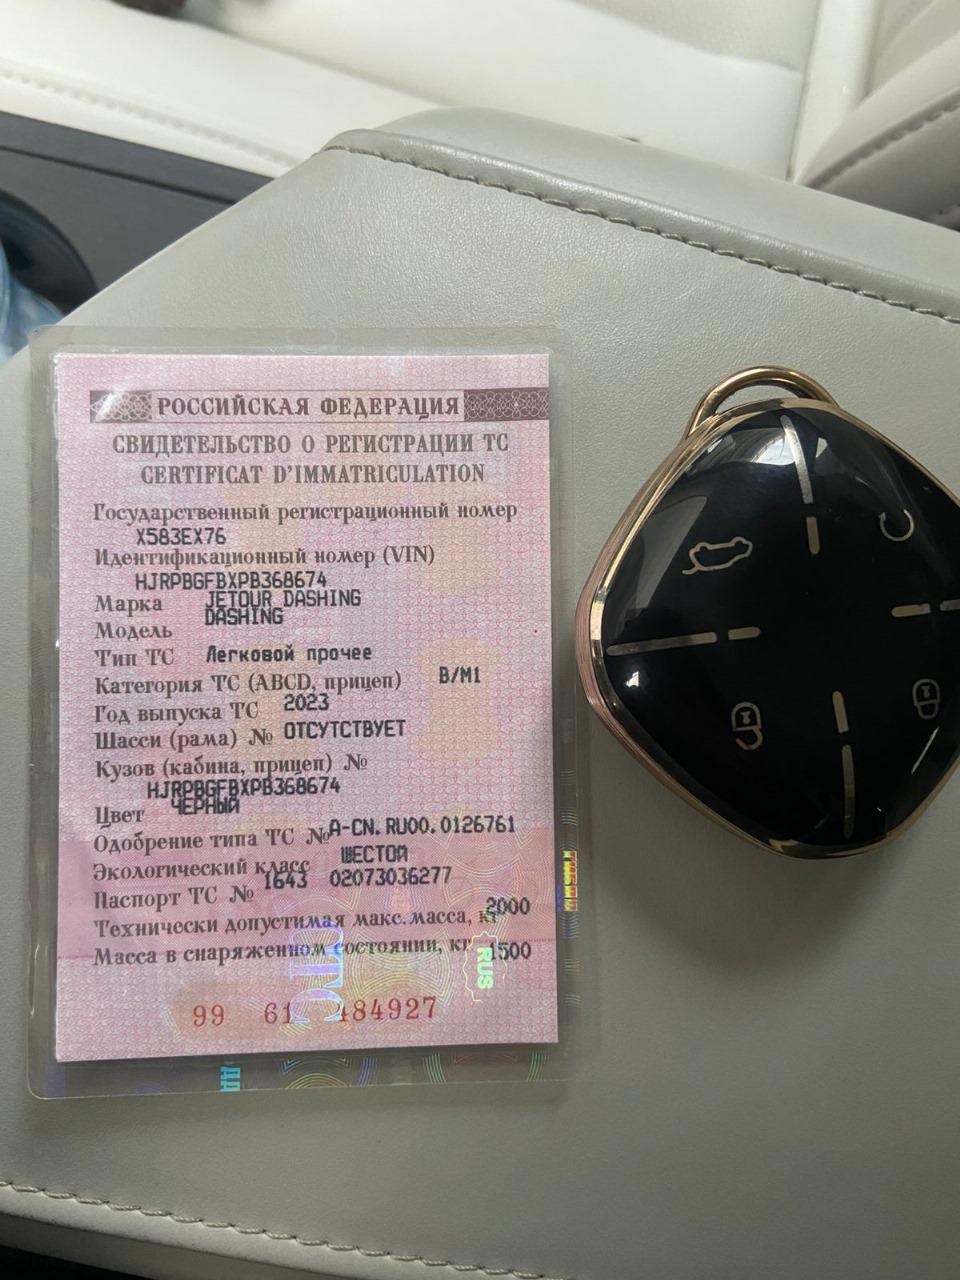 РОССИЙСКАЯ ФЕДЕРАЦИЯ
СВИДЕТЕЛЬСТВО О РЕГИСТРАЦИИ ТС
CERTIFICAT D'IMMATRICULATION
Государственный регистрационный номер
Х583ЕХ76
Идентификационный номер (VIN)
HJRPBGFBXPB368674
Марка JETOUR DASHING
Модель DASHING
Тип ТС Легковой прочее
Категория ТС (ABCD, прицеп) B/M1
Год выпуска ТС 2023
Шасси (рама) № ОТСУТСТВУЕТ
Кузов (кабина, прицеп) №
HJRPBGFBXPB368674
Цвет ЧЕРНЫЙ
Одобрение типа ТС № A-CN.RU00.0126761
Экологический класс ШЕСТОЙ
Паспорт ТС № 1643 02073036277
Технически допустимая макс. масса, кг 2000
Масса в снаряженном состоянии, кг 1500
СТС
RUS
99 61 484927